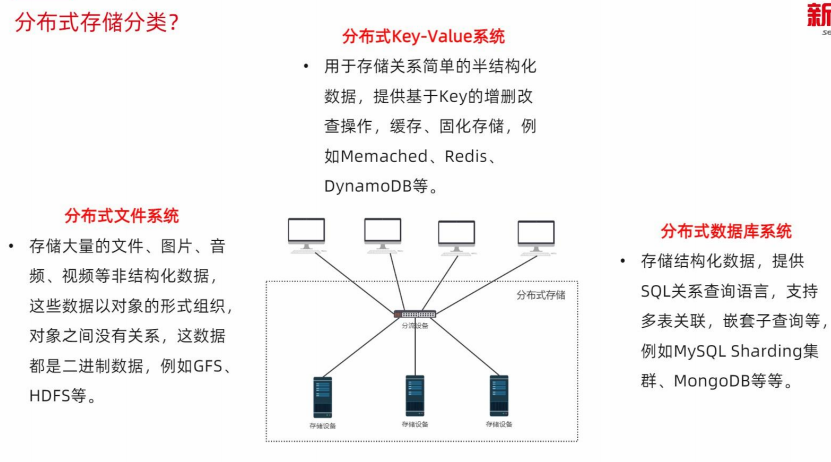 分布式存储分类?
新
se
分布式Key-Value系统
• 用于存储关系简单的半结构化
数据，提供基于Key的增删改
查操作，缓存、固化存储，例
如Memached、Redis、
DynamoDB等。
分布式文件系统
• 存储大量的文件、图片、音
频、视频等非结构化数据，
这些数据以对象的形式组织，
对象之间没有关系，这数据
都是二进制数据，例如GFS、
HDFS等。
分布式存储
分流设备
存储设备
存储设备
存储设备
分布式数据库系统
• 存储结构化数据，提供
SQL关系查询语言，支持
多表关联，嵌套子查询等，
例如MySQL Sharding集
群、MongoDB等等。